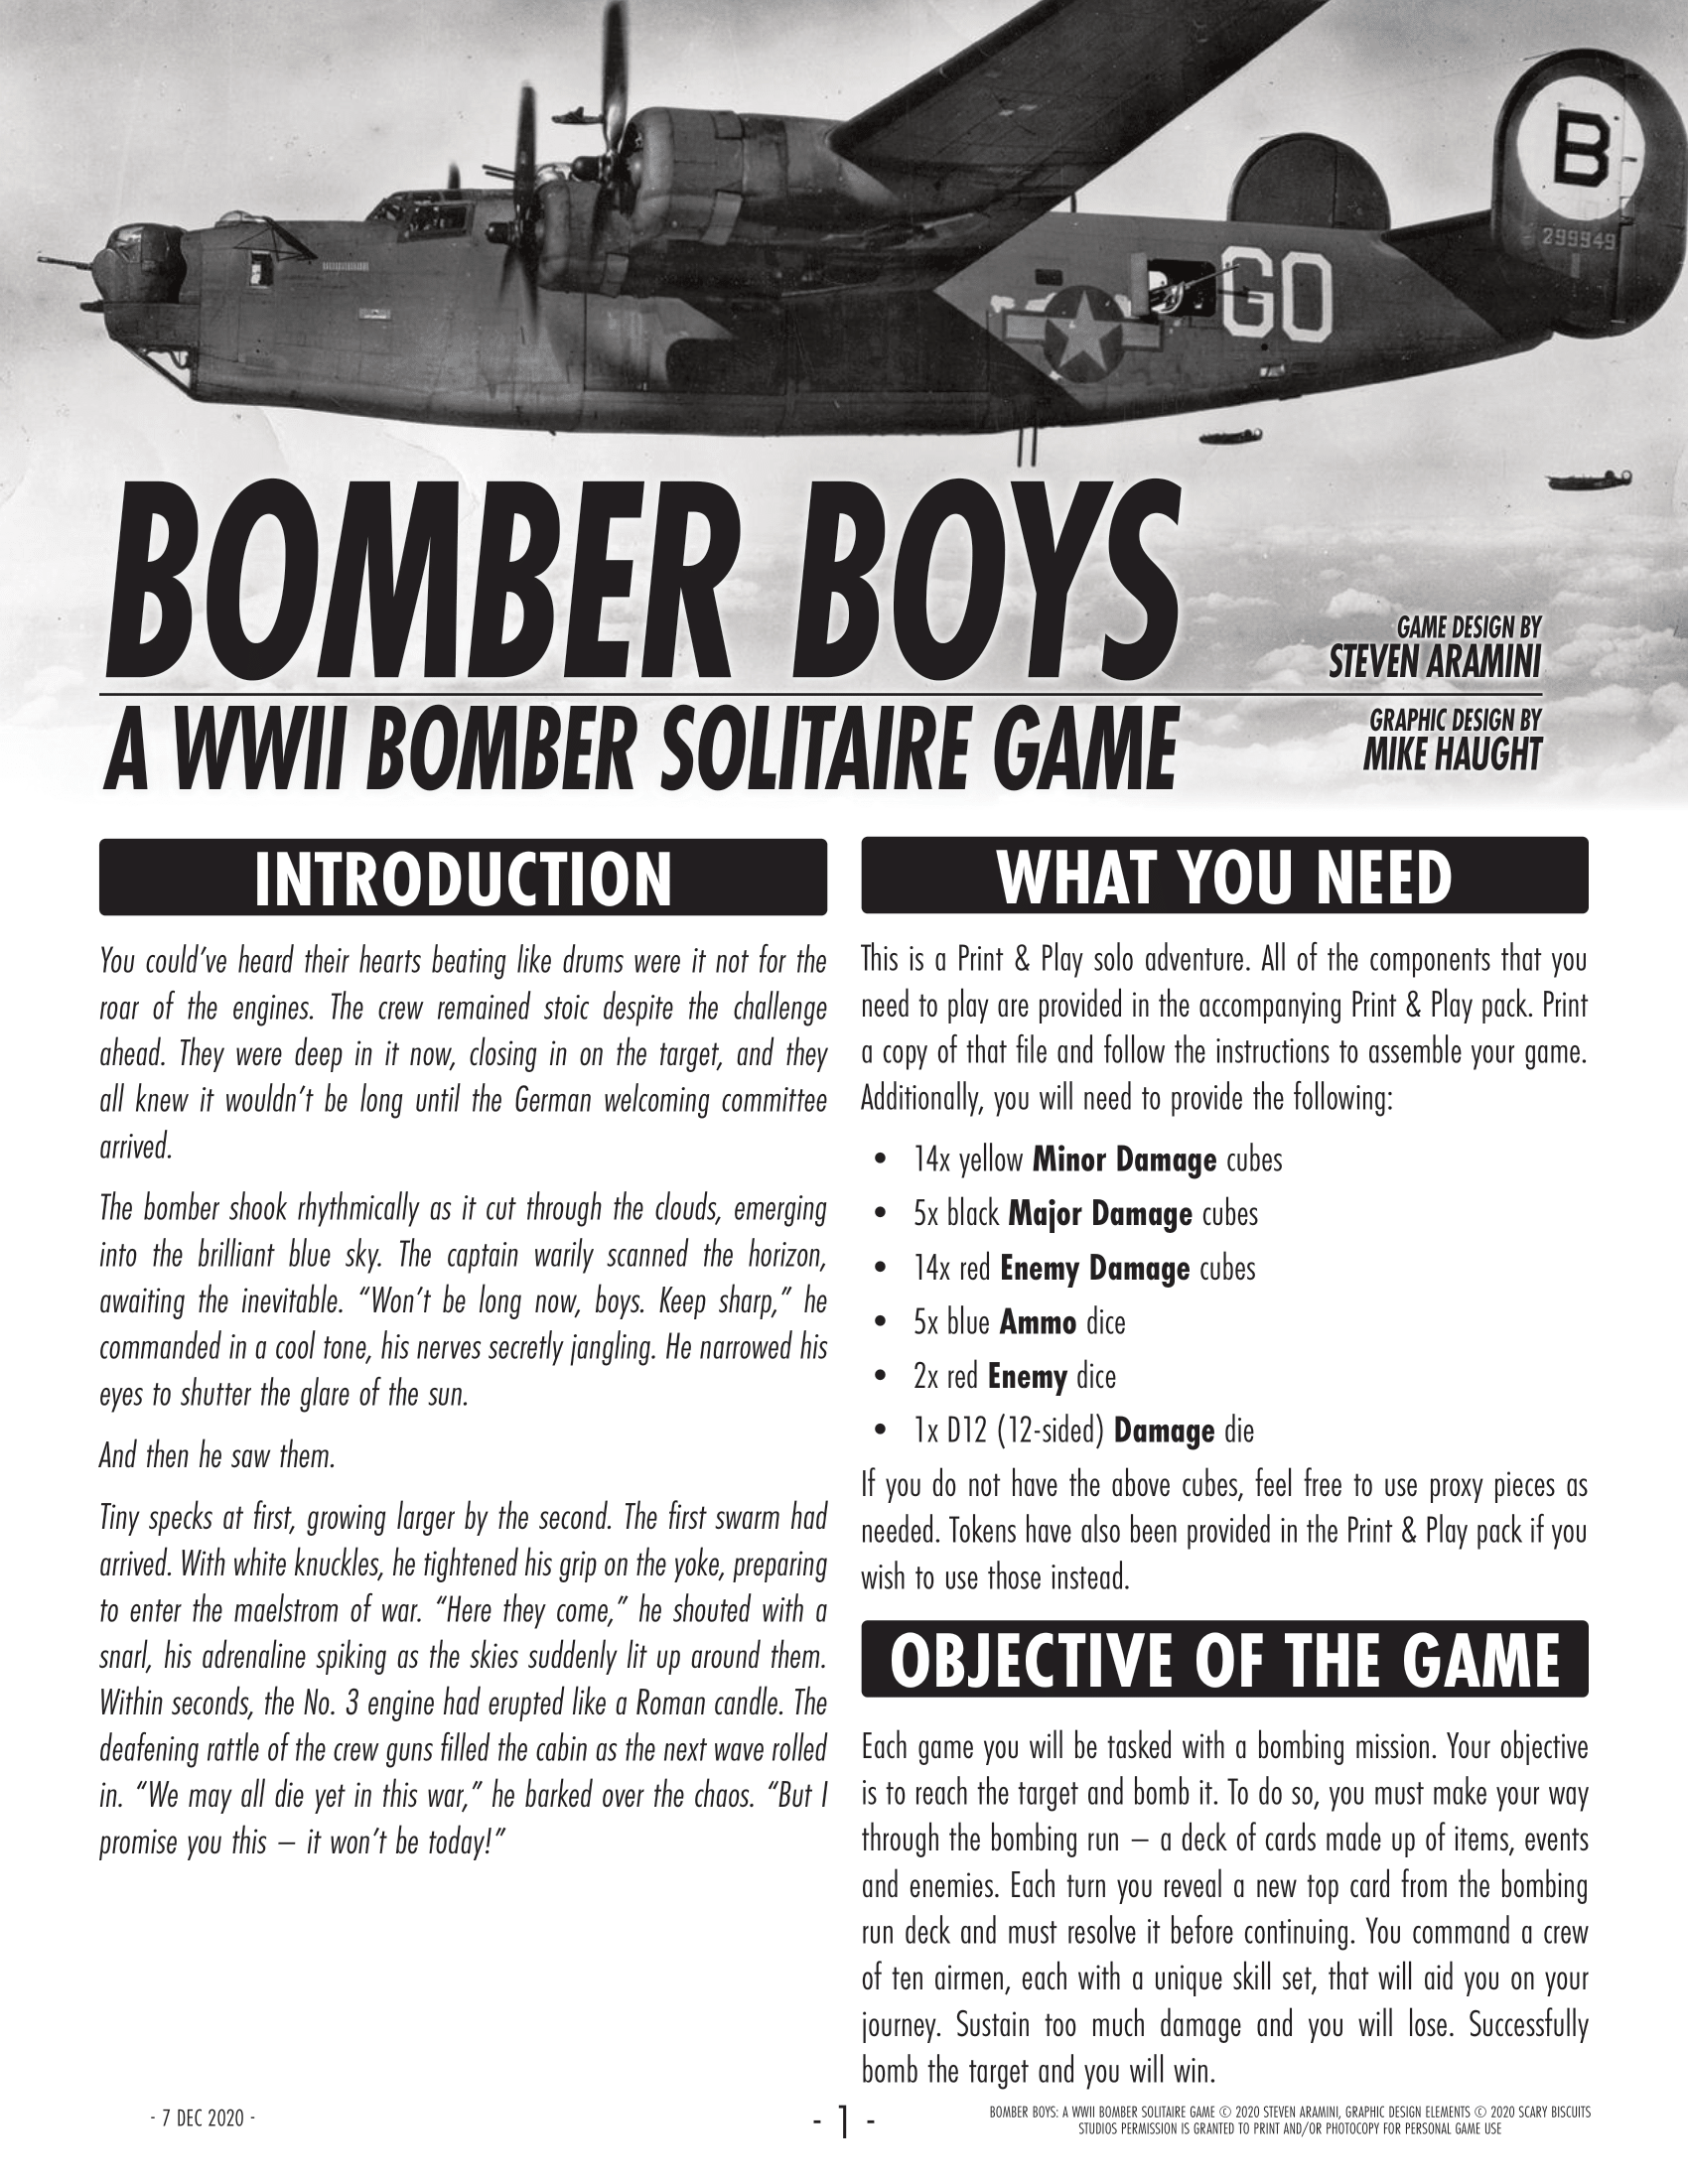 B
299949
GO
BOMBER BOYS
A WWII BOMBER SOLITAIRE GAME
GAME DESIGN BY
STEVEN ARAMINI
GRAPHIC DESIGN BY
MIKE HAUGHT
INTRODUCTION
You could’ve heard their hearts beating like drums were it not for the
roar of the engines. The crew remained stoic despite the challenge
ahead. They were deep in it now, closing in on the target, and they
all knew it wouldn’t be long until the German welcoming committee
arrived.
The bomber shook rhythmically as it cut through the clouds, emerging
into the brilliant blue sky. The captain warily scanned the horizon,
awaiting the inevitable. “Won’t be long now, boys. Keep sharp,” he
commanded in a cool tone, his nerves secretly jangling. He narrowed his
eyes to shutter the glare of the sun.
And then he saw them.
Tiny specks at first, growing larger by the second. The first swarm had
arrived. With white knuckles, he tightened his grip on the yoke, preparing
to enter the maelstrom of war. “Here they come,” he shouted with a
snarl, his adrenaline spiking as the skies suddenly lit up around them.
Within seconds, the No. 3 engine had erupted like a Roman candle. The
deafening rattle of the crew guns filled the cabin as the next wave rolled
in. “We may all die yet in this war,” he barked over the chaos. “But I
promise you this – it won’t be today!”
WHAT YOU NEED
This is a Print & Play solo adventure. All of the components that you
need to play are provided in the accompanying Print & Play pack. Print
a copy of that file and follow the instructions to assemble your game.
Additionally, you will need to provide the following:
• 14x yellow Minor Damage cubes
• 5x black Major Damage cubes
• 14x red Enemy Damage cubes
• 5x blue Ammo dice
• 2x red Enemy dice
• 1x D12 (12-sided) Damage die
If you do not have the above cubes, feel free to use proxy pieces as
needed. Tokens have also been provided in the Print & Play pack if you
wish to use those instead.
OBJECTIVE OF THE GAME
Each game you will be tasked with a bombing mission. Your objective
is to reach the target and bomb it. To do so, you must make your way
through the bombing run – a deck of cards made up of items, events
and enemies. Each turn you reveal a new top card from the bombing
run deck and must resolve it before continuing. You command a crew
of ten airmen, each with a unique skill set, that will aid you on your
journey. Sustain too much damage and you will lose. Successfully
bomb the target and you will win.
- 7 DEC 2020 -
- 1 -
BOMBER BOYS: A WWII BOMBER SOLITAIRE GAME © 2020 STEVEN ARAMINI, GRAPHIC DESIGN ELEMENTS © 2020 SCARY BISCUITS
STUDIOS PERMISSION IS GRANTED TO PRINT AND/OR PHOTOCOPY FOR PERSONAL GAME USE